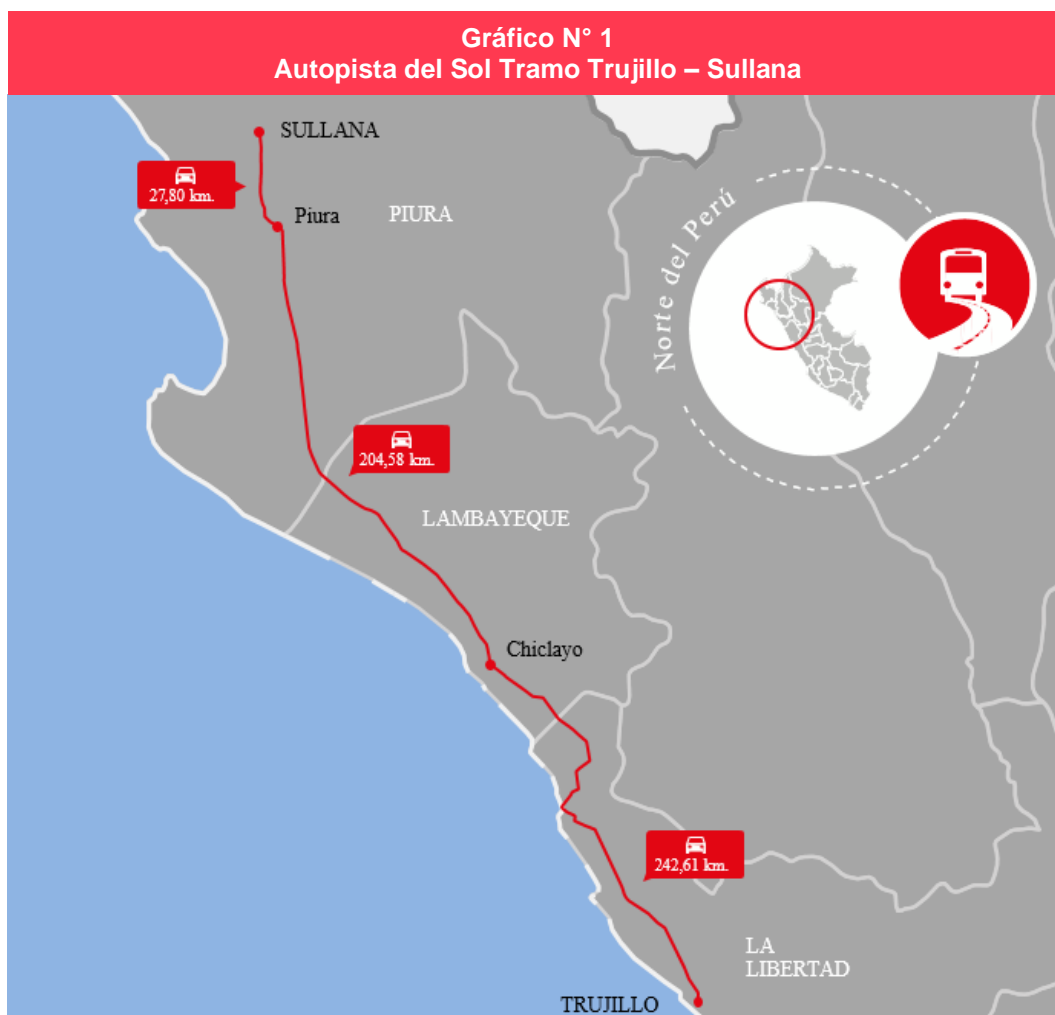 Gráfico N° 1
Autopista del Sol Tramo Trujillo – Sullana
SULLANA
27,80 km.
Piura
PIURA
Norte del Perú
204,58 km.
LAMBAYEQUE
Chiclayo
242,61 km.
LA
LIBERTAD
TRUJILLO